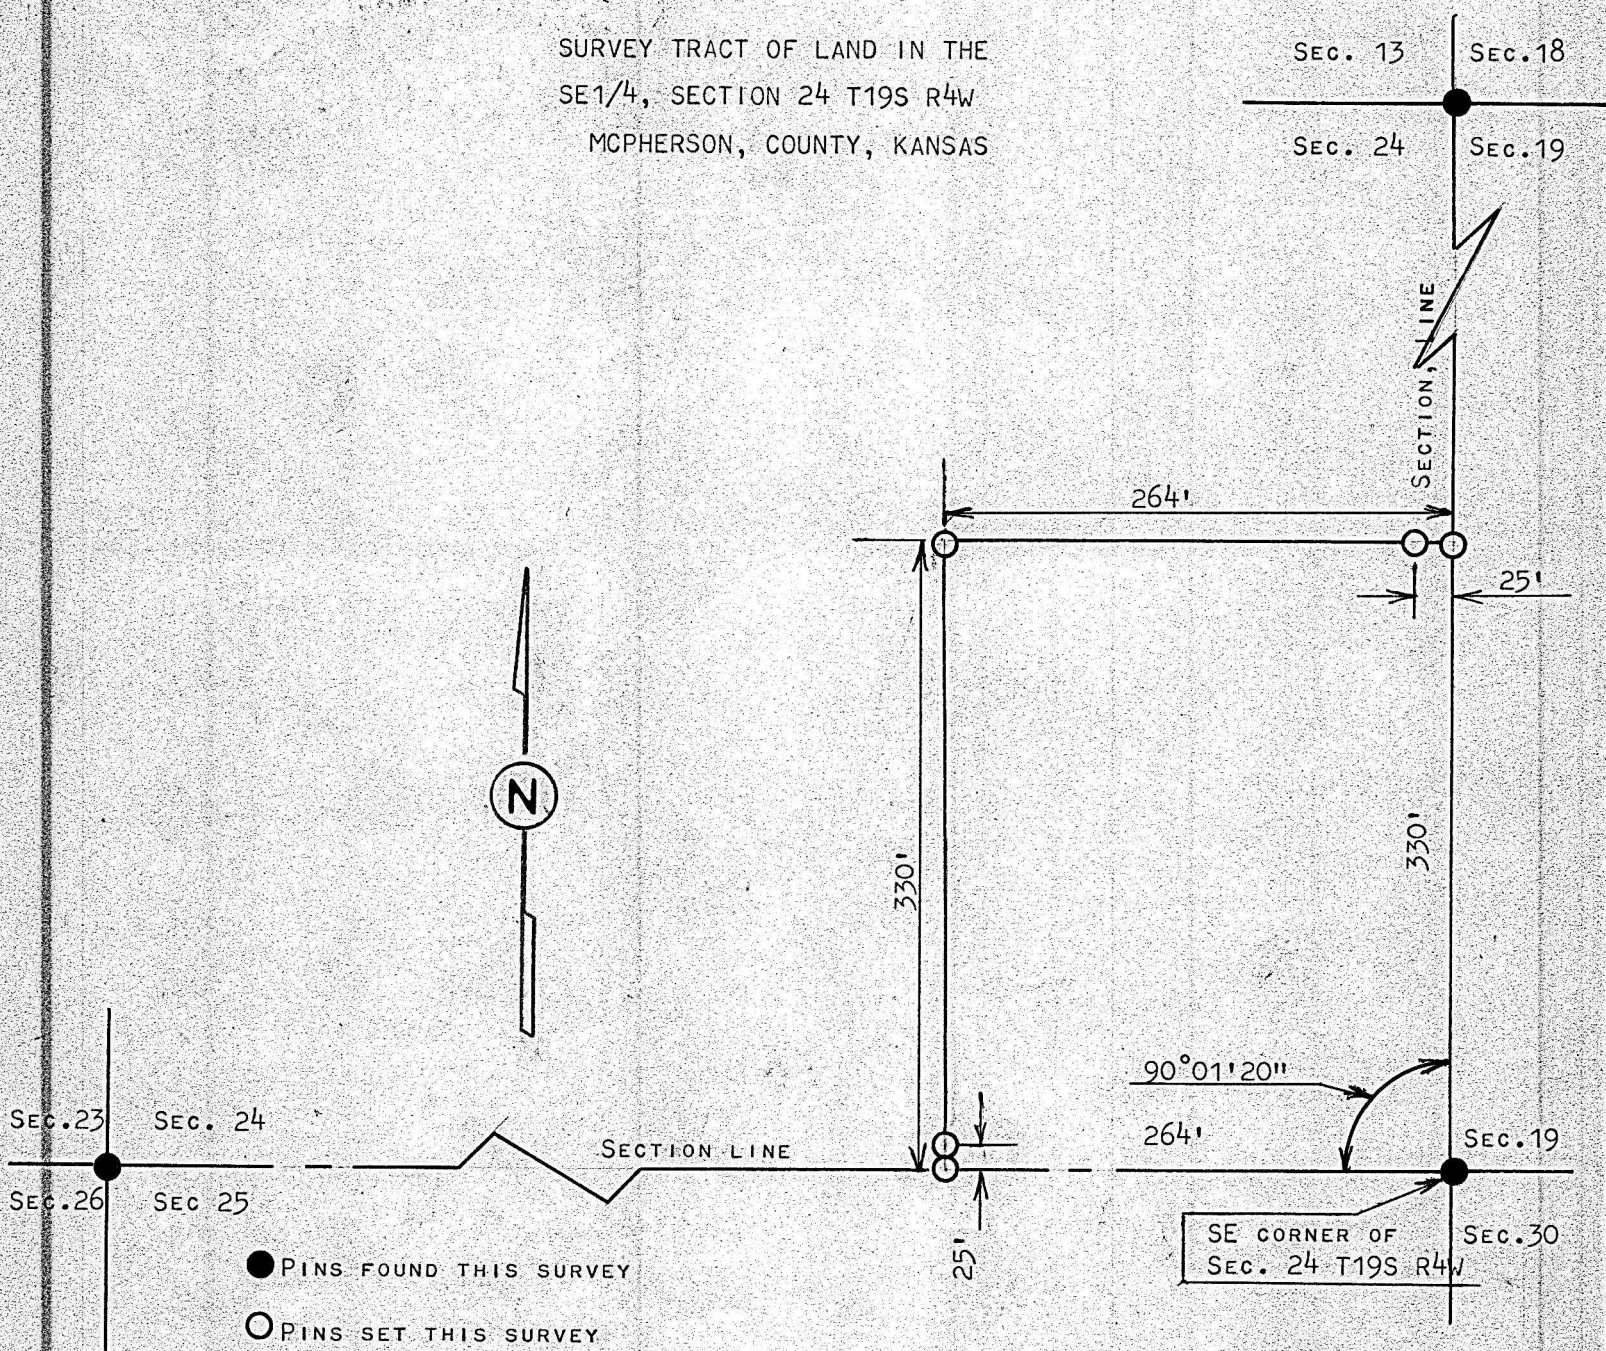 SURVEY TRACT OF LAND IN THE
SE1/4, SECTION 24 T19S R4W
MCPHERSON, COUNTY, KANSAS
SEC. 13
SEC.18
SEC. 24
SEC.19
SECTION, LINE
264'
25'
N
330'
330'
90°01'20"
264'
SEC.23
SEC. 24
SECTION LINE
SEC.19
SEC.26
SEC 25
25'
SE CORNER OF
SEC. 24 T19S R4W
SEC.30
PINS FOUND THIS SURVEY
PINS SET THIS SURVEY